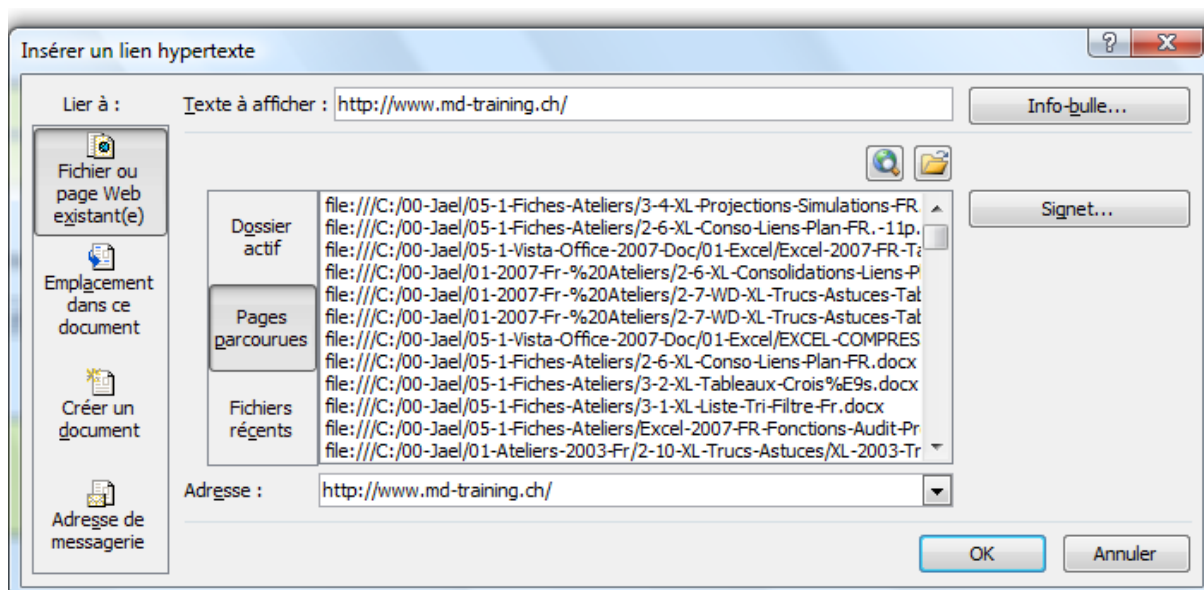 Insérer un lien hypertexte
Lier à :
Texte à afficher : http://www.md-training.ch/
Info-bulle...
Fichier ou
page Web
existant(e)
Emplacement
dans ce
document
Créer un
document
Adresse de
messagerie
Dossier
actif
Pages
parcourues
Fichiers
récents
file:///C:/00-Jael/05-1-Fiches-Ateliers/3-4-XL-Projections-Simulations-FR.
file:///C:/00-Jael/05-1-Fiches-Ateliers/2-6-XL-Conso-Liens-Plan-FR.-11p.
file:///C:/00-Jael/05-1-Vista-Office-2007-Doc/01-Excel/Excel-2007-FR-Ta
file:///C:/00-Jael/01-2007-Fr-%20Ateliers/2-6-XL-Consolidations-Liens-P
file:///C:/00-Jael/01-2007-Fr-%20Ateliers/2-7-WD-XL-Trucs-Astuces-Tab
file:///C:/00-Jael/01-2007-Fr-%20Ateliers/2-7-WD-XL-Trucs-Astuces-Tab
file:///C:/00-Jael/05-1-Vista-Office-2007-Doc/01-Excel/EXCEL-COMPRES
file:///C:/00-Jael/05-1-Fiches-Ateliers/2-6-XL-Conso-Liens-Plan-FR.docx
file:///C:/00-Jael/05-1-Fiches-Ateliers/3-2-XL-Tableaux-Crois%E9s.docx
file:///C:/00-Jael/05-1-Fiches-Ateliers/3-1-XL-Liste-Tri-Filtre-Fr.docx
file:///C:/00-Jael/05-1-Fiches-Ateliers/Excel-2007-FR-Fonctions-Audit-Pr
file:///C:/00-Jael/01-Ateliers-2003-Fr/2-10-XL-Trucs-Astuces/XL-2003-Tr
Signet...
Adresse : http://www.md-training.ch/
OK
Annuler